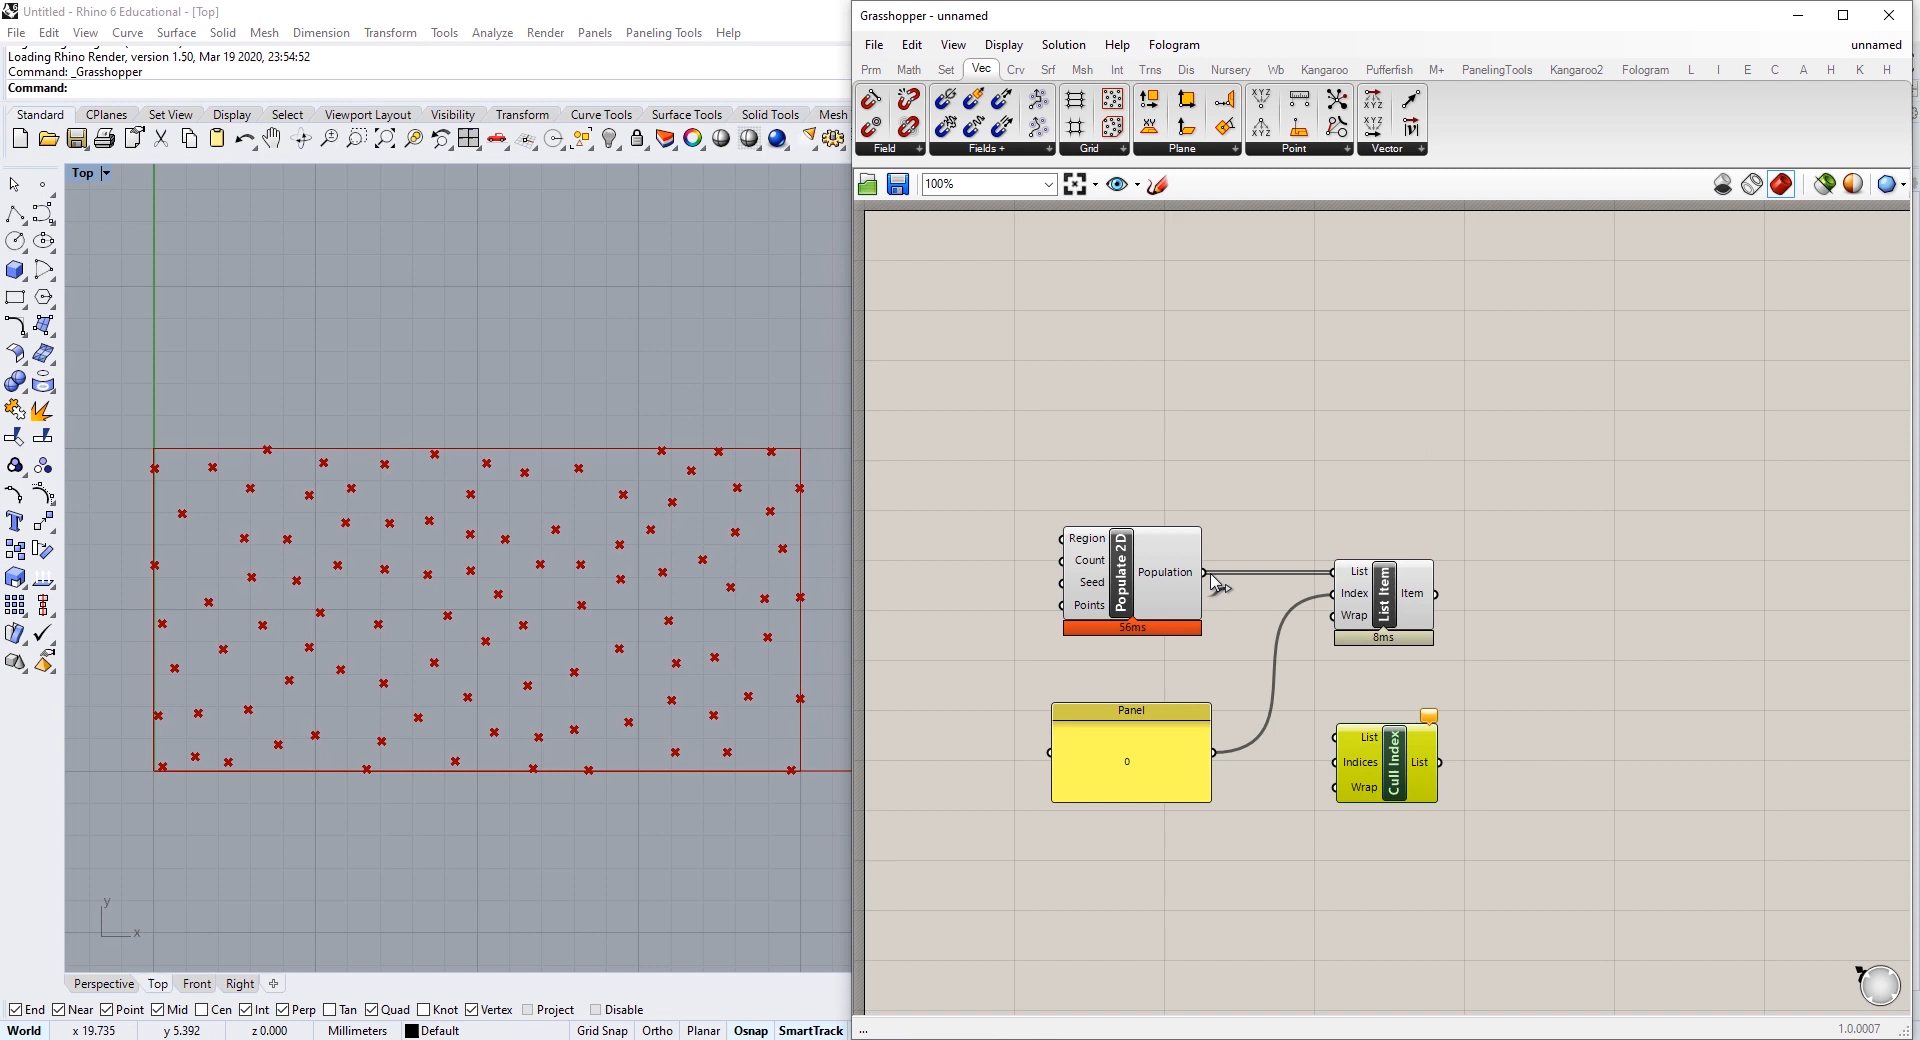 Untitled - Rhino 6 Educational - [Top]
File Edit View Curve Surface Solid Mesh Dimension Transform Tools Analyze Render Panels Paneling Tools Help
Loading Rhino Render, version 1.50, Mar 19 2020, 23:54:52
Command: _Grasshopper
Command:
Standard CPlanes Set View Display Select Viewport Layout Visibility Transform Curve Tools Surface Tools Solid Tools Mesh
Top
y
x
Perspective Top Front Right
End Near Point Mid Cen Int Perp Tan Quad Knot Vertex Project Disable
World x 19.735 y 5.392 z 0.000 Millimeters Default Grid Snap Ortho Planar Osnap SmartTrack
Grasshopper - unnamed
File Edit View Display Solution Help Fologram unnamed
Prm Math Set Vec Crv Srf Msh Int Trns Dis Nursery Wb Kangaroo Pufferfish M+ PanelingTools Kangaroo2 Fologram L I E C A H K H
Field Fields + Grid Plane Point Vector
100%
Region
Count
Seed
Points
Populate 2D
Population
56ms
List
Index
Wrap
List Item
Item
8ms
Panel
0
List
Indices
Wrap
Cull Index
List
...
1.0.0007